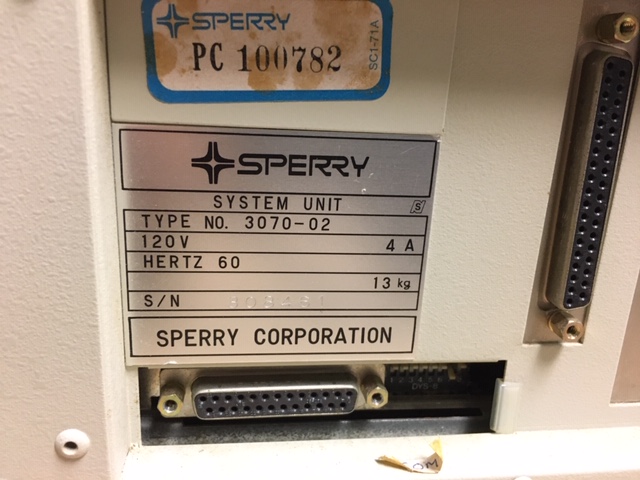 SPERRY
PC 100782
SC1-71A
SPERRY
SYSTEM UNIT
TYPE NO. 3070-02
120V 4 A
HERTZ 60
13 kg
S/N
SPERRY CORPORATION